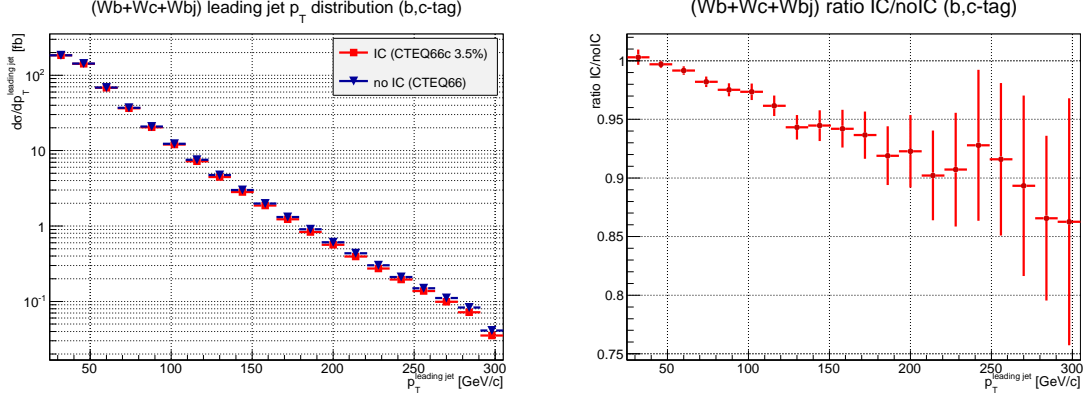 (Wb+Wc+Wbj) leading jet p_T distribution (b,c-tag)
dσ/dp_T^leading jet [fb]
IC (CTEQ66c 3.5%)
no IC (CTEQ66)
10²
10
1
10⁻¹
50 100 150 200 250 300
p_T^leading jet [GeV/c]
(Wb+Wc+Wbj) ratio IC/noIC (b,c-tag)
ratio IC/noIC
1
0.95
0.9
0.85
0.8
0.75
50 100 150 200 250 300
p_T^leading jet [GeV/c]